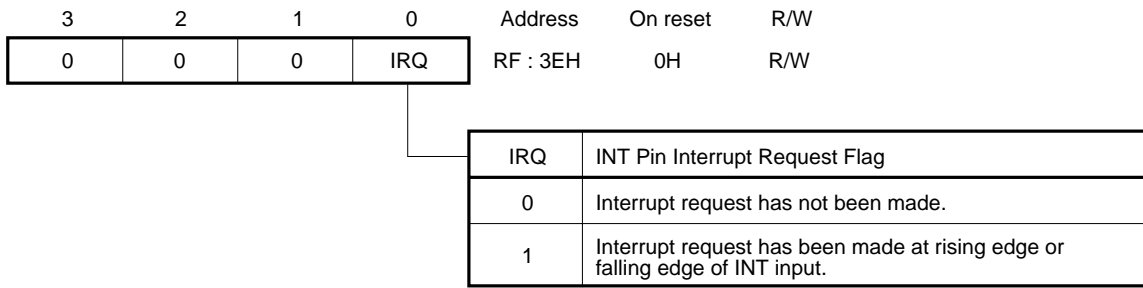 3 2 1 0 Address On reset R/W
0 0 0 IRQ RF : 3EH 0H R/W
IRQ INT Pin Interrupt Request Flag
0 Interrupt request has not been made.
1 Interrupt request has been made at rising edge or
falling edge of INT input.